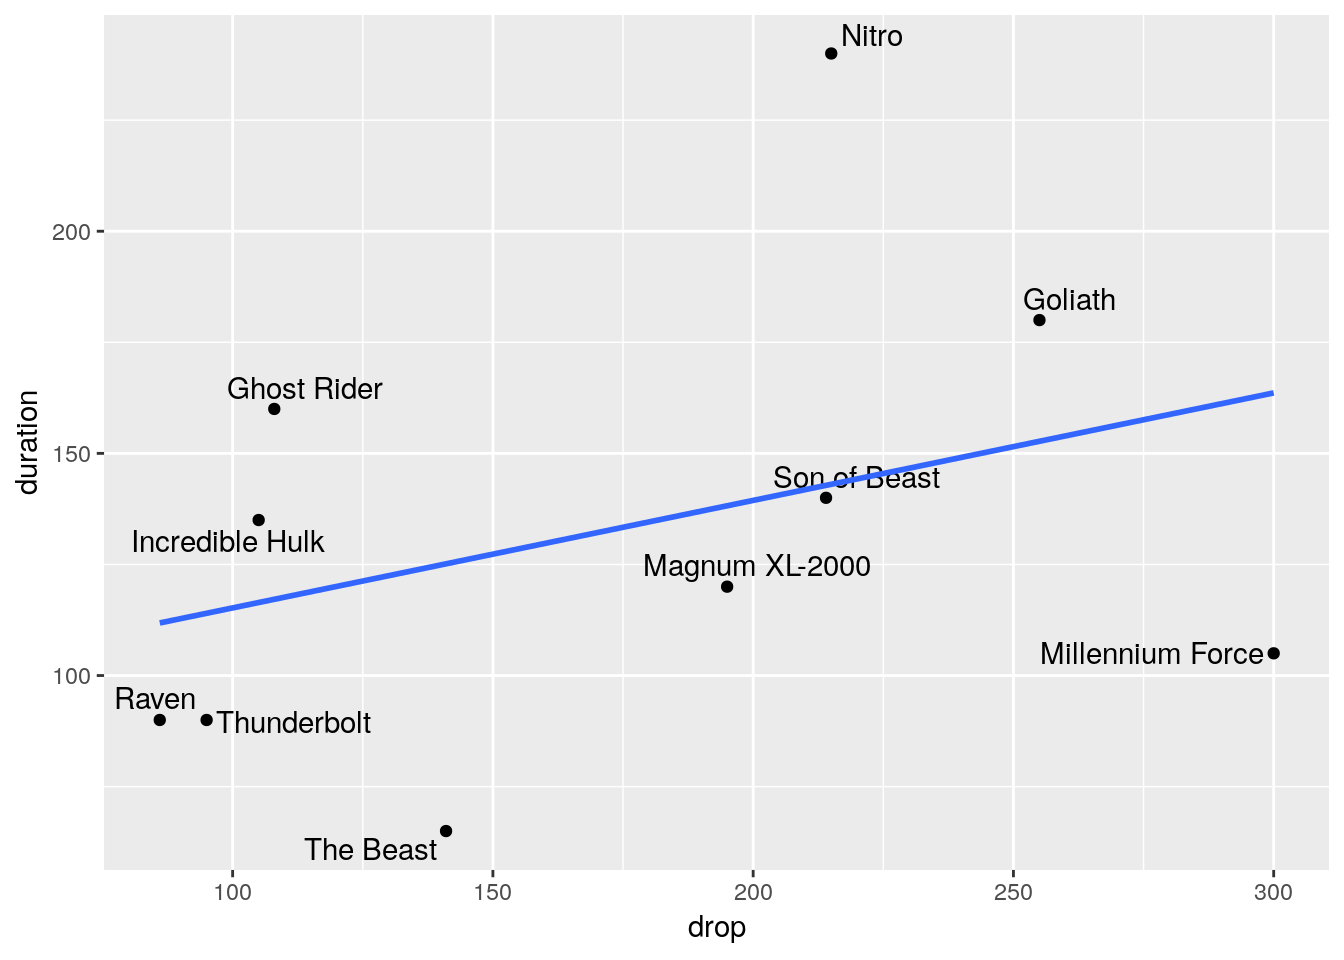 Nitro
200
Goliath
Ghost Rider
150
Son of Beast
Incredible Hulk
Magnum XL-2000
Millennium Force
100
Raven
Thunderbolt
The Beast
duration
100 150 200 250 300
drop